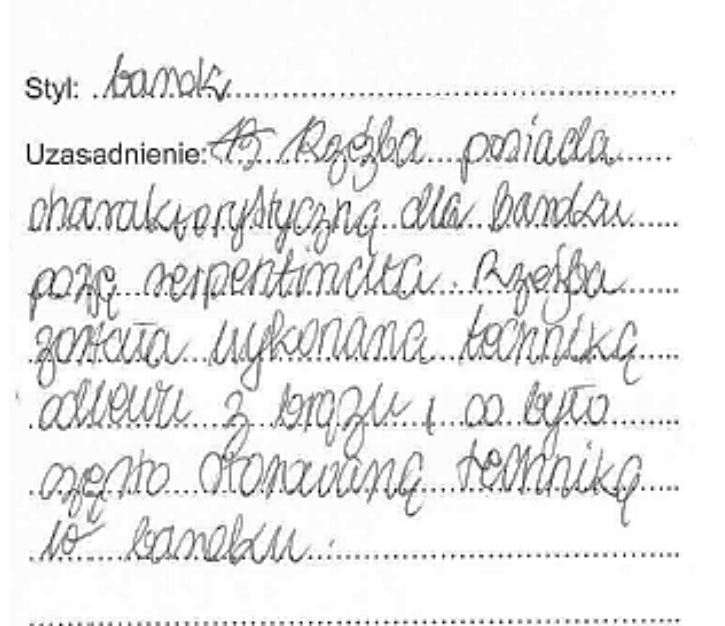 Styl: barok
Uzasadnienie: Rzeźba posiada
charakterystyczną dla baroku
pozę serpentinata. Rzeźba
została wykonana techniką
odlewu z brązu, co było
często stosowaną techniką
w baroku.